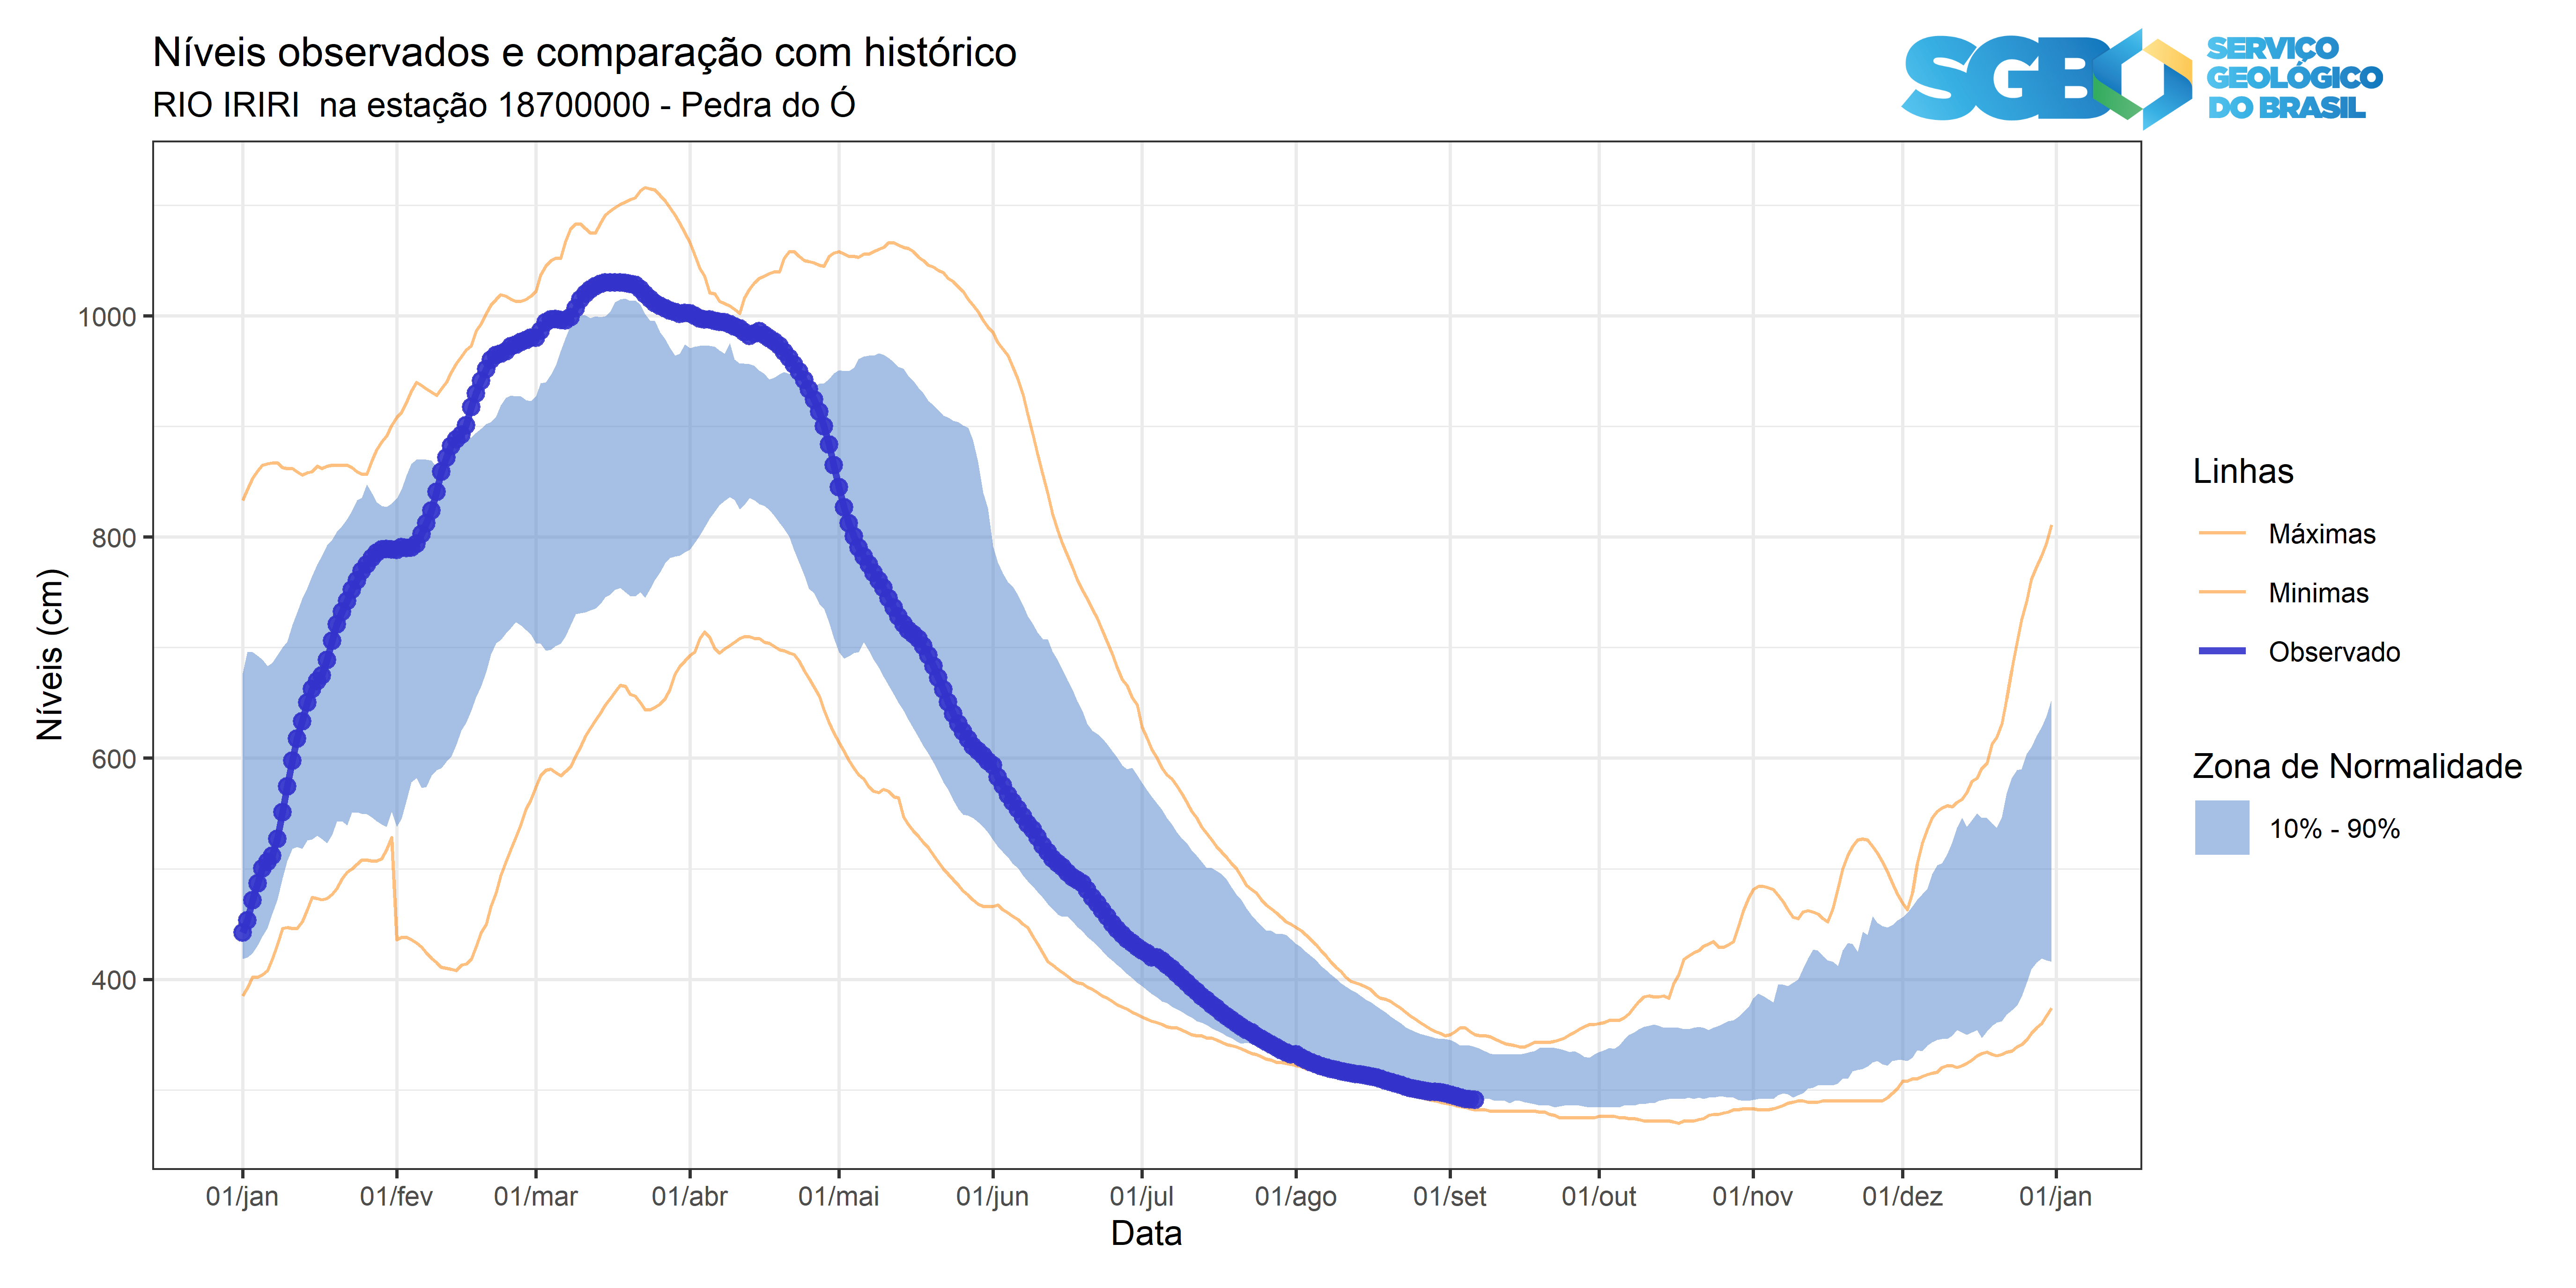 Níveis observados e comparação com histórico
RIO IRIRI  na estação 18700000 - Pedra do Ó
SGB
SERVIÇO
GEOLÓGICO
DO BRASIL
Níveis (cm)
1000
800
600
400
01/jan
01/fev
01/mar
01/abr
01/mai
01/jun
01/jul
01/ago
01/set
01/out
01/nov
01/dez
01/jan
Data
Linhas
Máximas
Minimas
Observado
Zona de Normalidade
10% - 90%